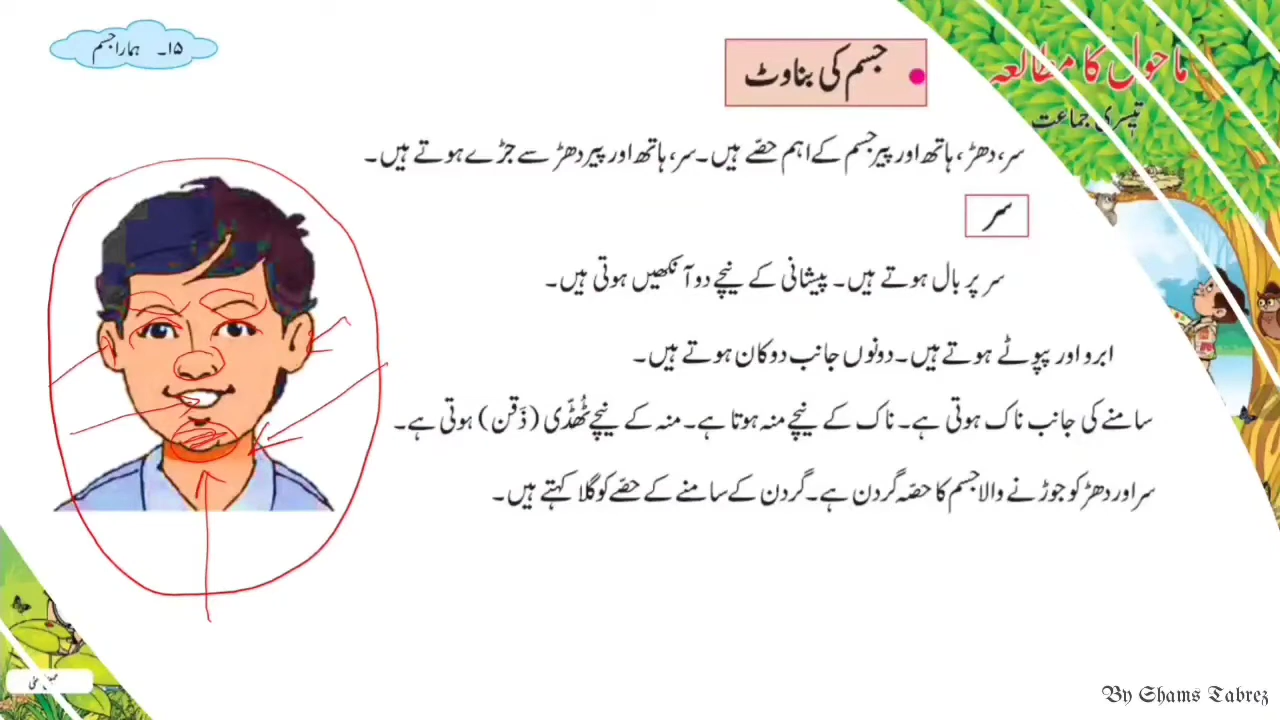 ۱۵۔ ہمارا جسم
ماحول کا مطالعہ
تیسری جماعت
جسم کی بناوٹ
سر، دھڑ، ہاتھ اور پیر جسم کے اہم حصّے ہیں۔ سر، ہاتھ اور پیر دھڑ سے جڑے ہوتے ہیں۔
سر
سر پر بال ہوتے ہیں۔ پیشانی کے نیچے دو آنکھیں ہوتی ہیں۔
ابرو اور پپوٹے ہوتے ہیں۔ دونوں جانب دو کان ہوتے ہیں۔
سامنے کی جانب ناک ہوتی ہے۔ ناک کے نیچے منہ ہوتا ہے۔ منہ کے نیچے ٹھُڈّی (ذَقن) ہوتی ہے۔
سر اور دھڑ کو جوڑنے والا جسم کا حصّہ گردن ہے۔ گردن کے سامنے کے حصّے کو گلا کہتے ہیں۔
By Shams Tabrez